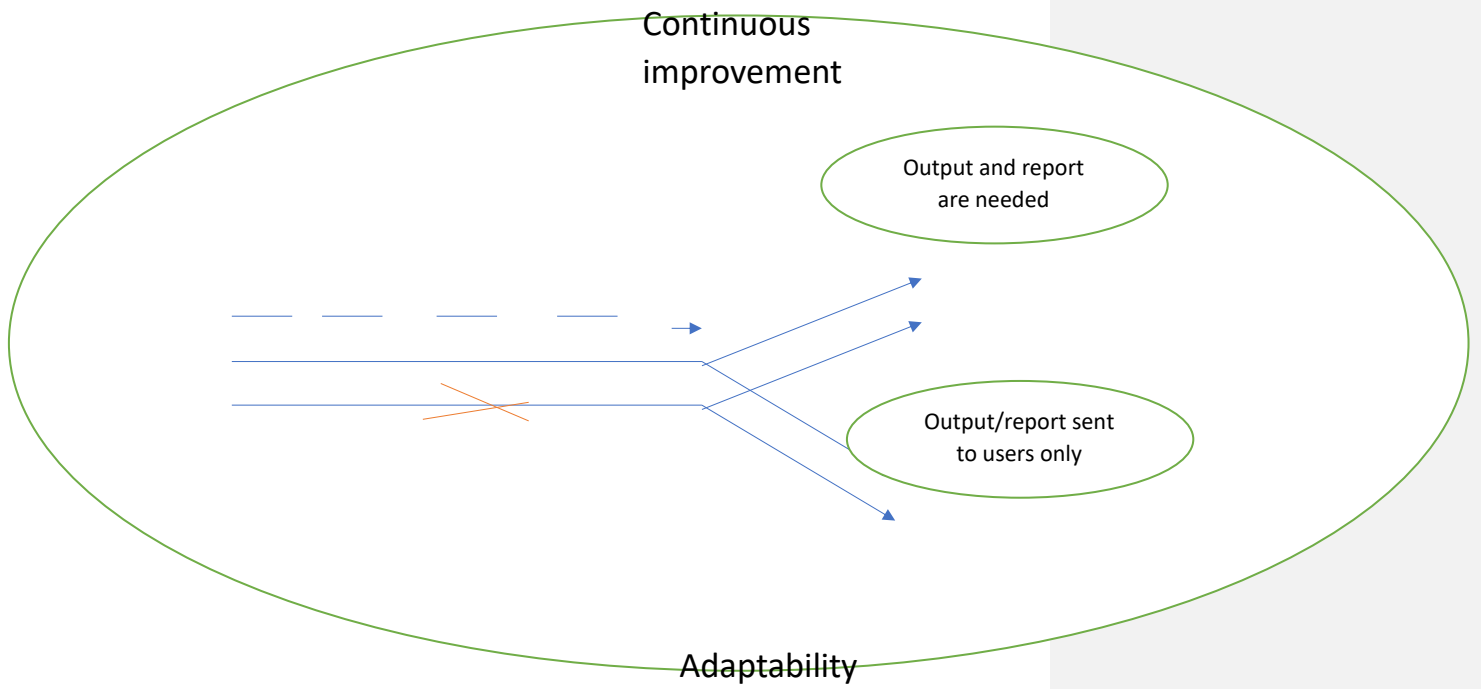 Continuous
improvement
Output and report
are needed
Output/report sent
to users only
Adaptability